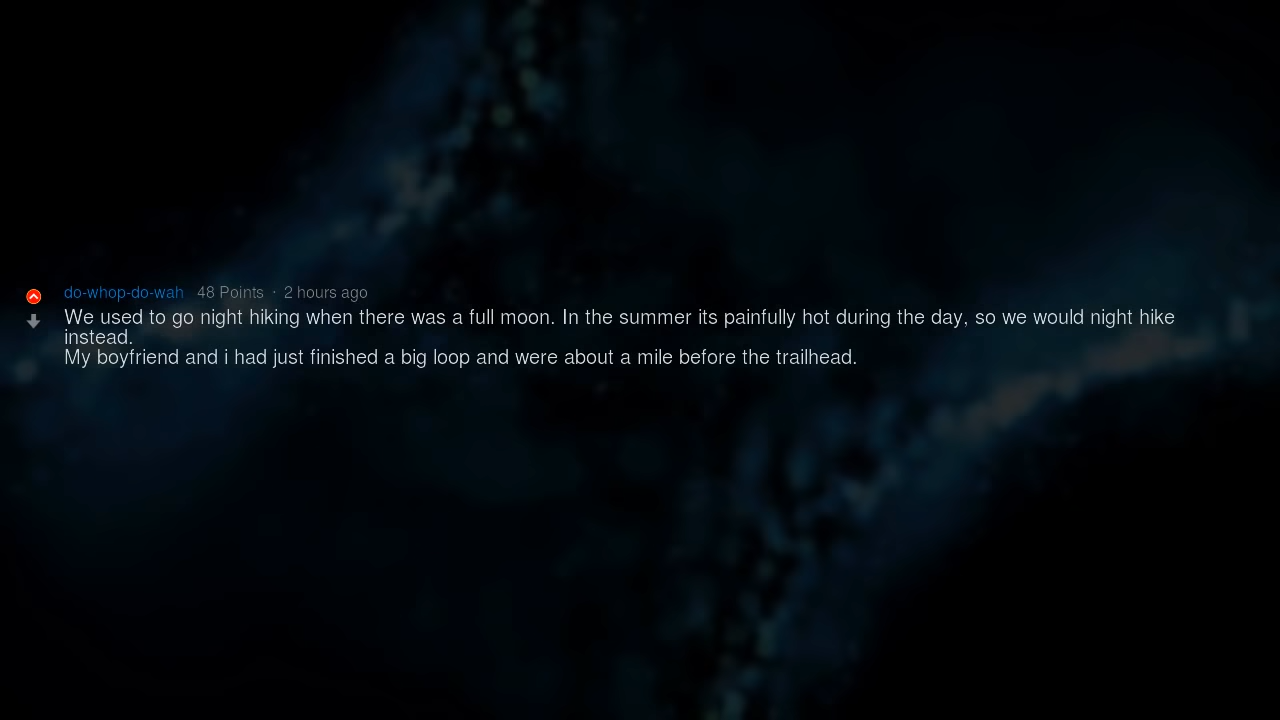 do-whop-do-wah 48 Points · 2 hours ago
We used to go night hiking when there was a full moon. In the summer its painfully hot during the day, so we would night hike
instead.
My boyfriend and i had just finished a big loop and were about a mile before the trailhead.